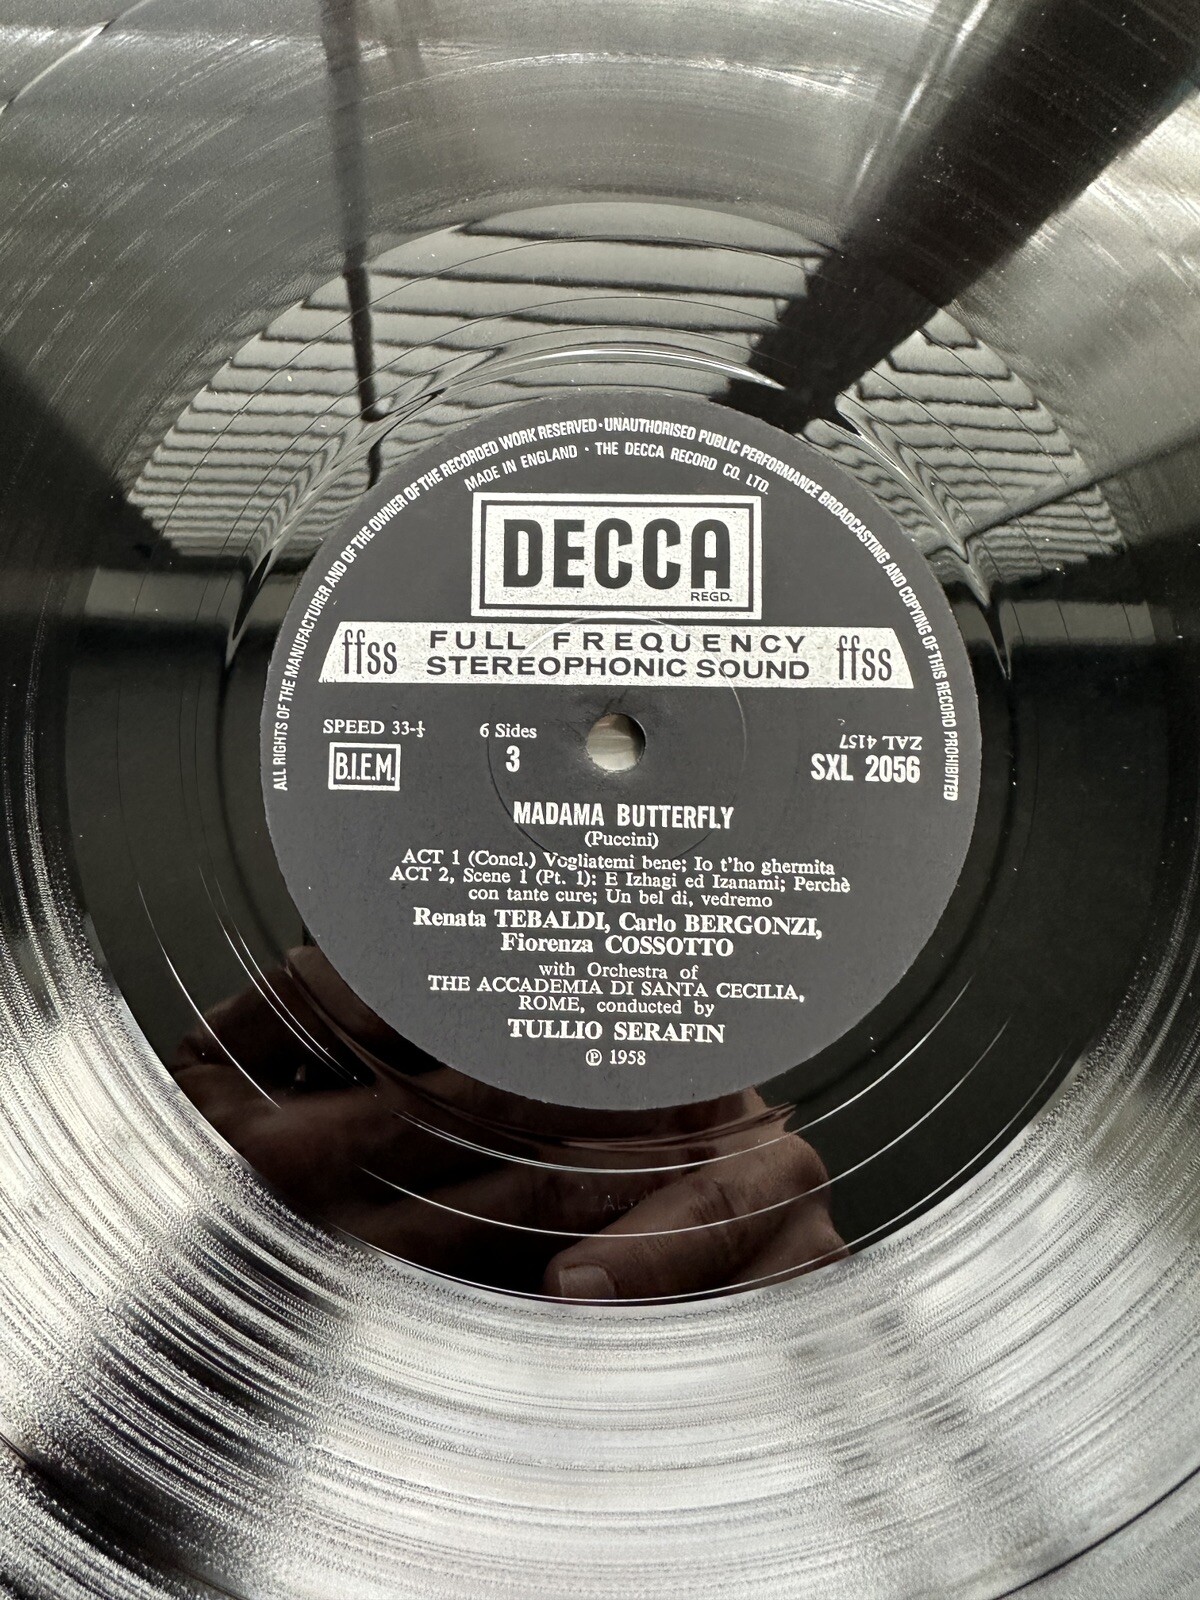 ALL RIGHTS OF THE MANUFACTURER AND OF THE OWNER OF THE RECORDED WORK RESERVED · UNAUTHORISED PUBLIC PERFORMANCE BROADCASTING AND COPYING OF THIS RECORD PROHIBITED
MADE IN ENGLAND · THE DECCA RECORD CO. LTD.
DECCA
REGD.
ffss FULL FREQUENCY STEREOPHONIC SOUND ffss
SPEED 33-⅓
B.I.E.M.
6 Sides
3
ZAL 4157
SXL 2056
MADAMA BUTTERFLY
(Puccini)
ACT 1 (Concl.) Vogliatemi bene; Io t'ho ghermita
ACT 2, Scene 1 (Pt. 1): E Izhagi ed Izanami; Perchè
con tante cure; Un bel di, vedremo
Renata TEBALDI, Carlo BERGONZI,
Fiorenza COSSOTTO
with Orchestra of
THE ACCADEMIA DI SANTA CECILIA,
ROME, conducted by
TULLIO SERAFIN
℗ 1958